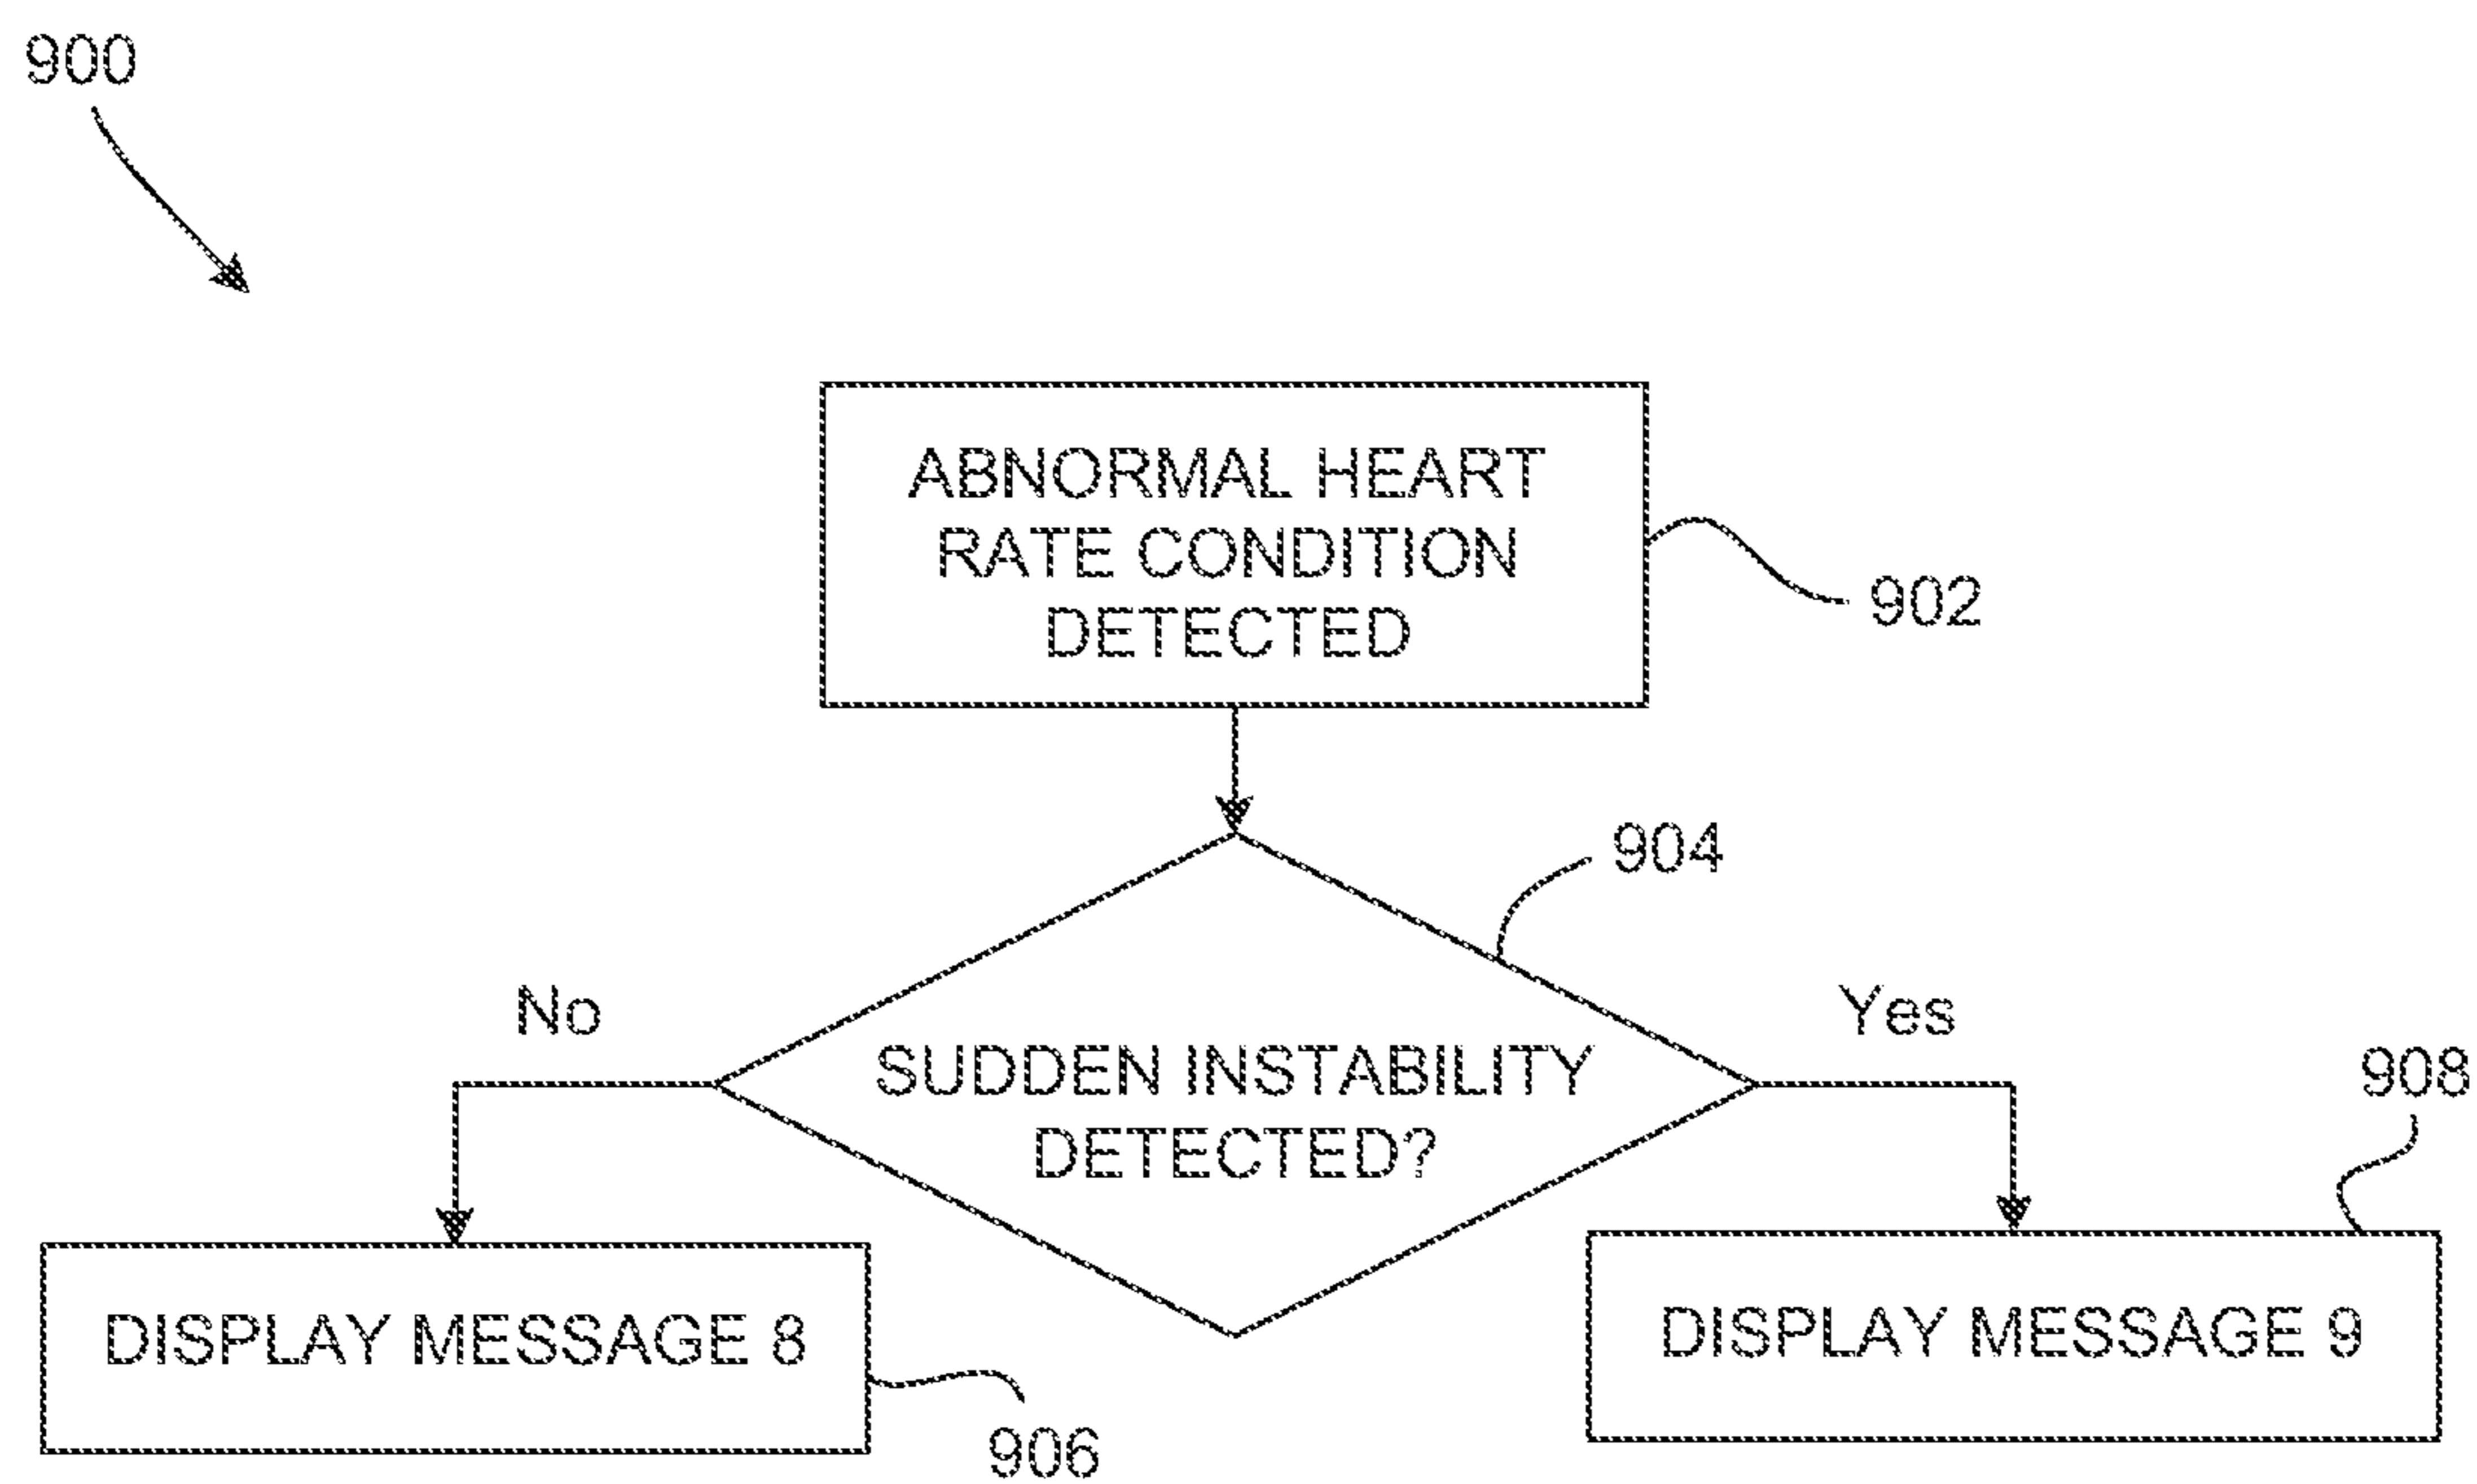 900
ABNORMAL HEART
RATE CONDITION
DETECTED
902
904
No
Yes
SUDDEN INSTABILITY
DETECTED?
908
DISPLAY MESSAGE 8
DISPLAY MESSAGE 9
906